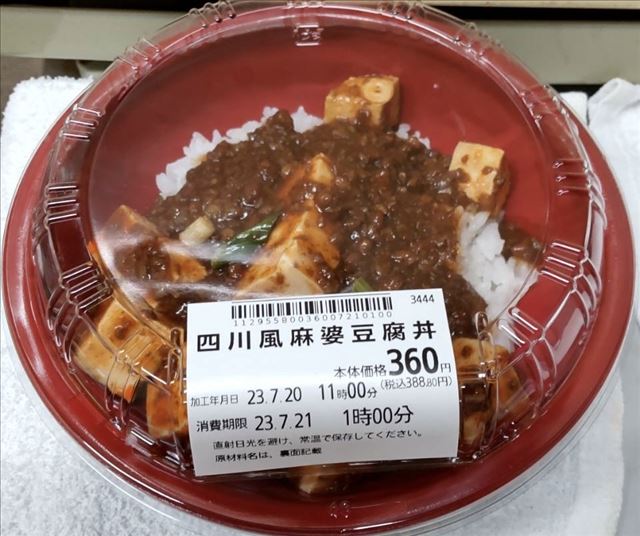 3444
1129558003600721​0100
四川風麻婆豆腐丼
本体価格360円
(税込388.80円)
加工年月日 23.7.20 11時00分
消費期限 23.7.21 1時00分
直射日光を避け、常温で保存してください。
原材料名は、裏面記載